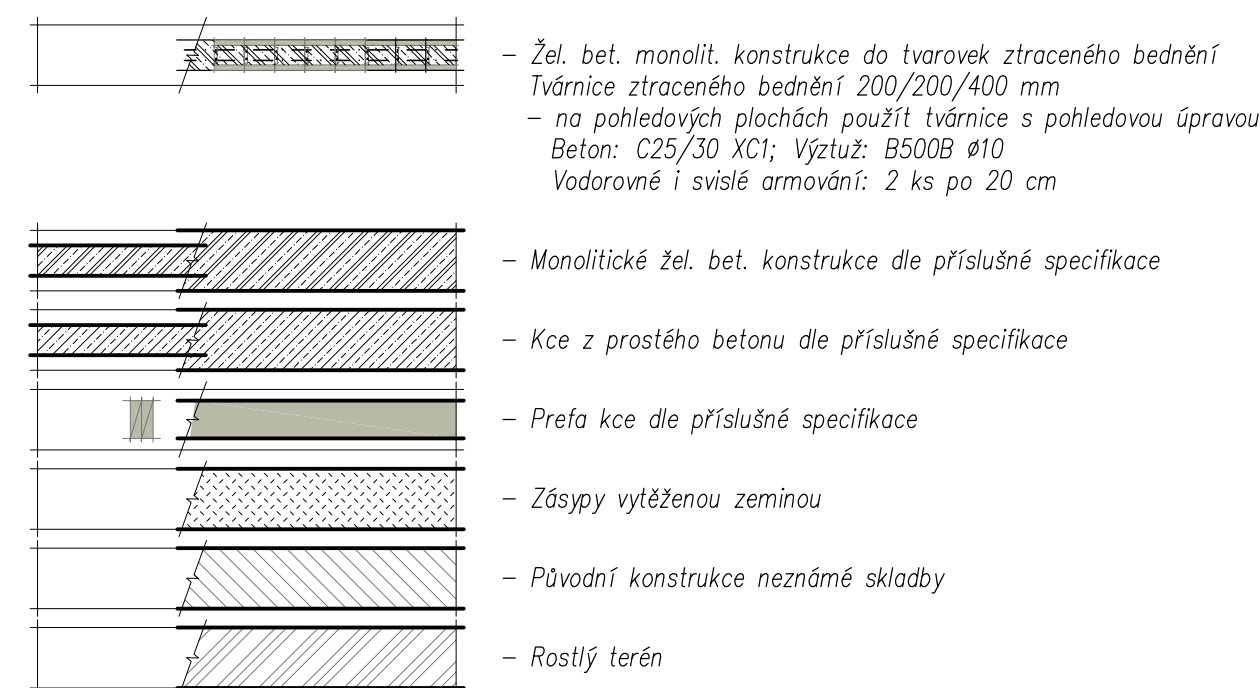 – Žel. bet. monolit. konstrukce do tvarovek ztraceného bednění
Tvárnice ztraceného bednění 200/200/400 mm
– na pohledových plochách použít tvárnice s pohledovou úpravou
Beton: C25/30 XC1; Výztuž: B500B ø10
Vodorovné i svislé armování: 2 ks po 20 cm
– Monolitické žel. bet. konstrukce dle příslušné specifikace
– Kce z prostého betonu dle příslušné specifikace
– Prefa kce dle příslušné specifikace
– Zásypy vytěženou zeminou
– Původní konstrukce neznámé skladby
– Rostlý terén